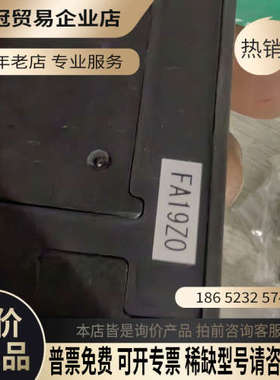 冠贸易企业店
年老店 专业服务
热销
FA19Z0
价
品
186 5232 574
本店皆是询价产品 拍前咨询客服
普票免费 可开专票 稀缺型号请咨